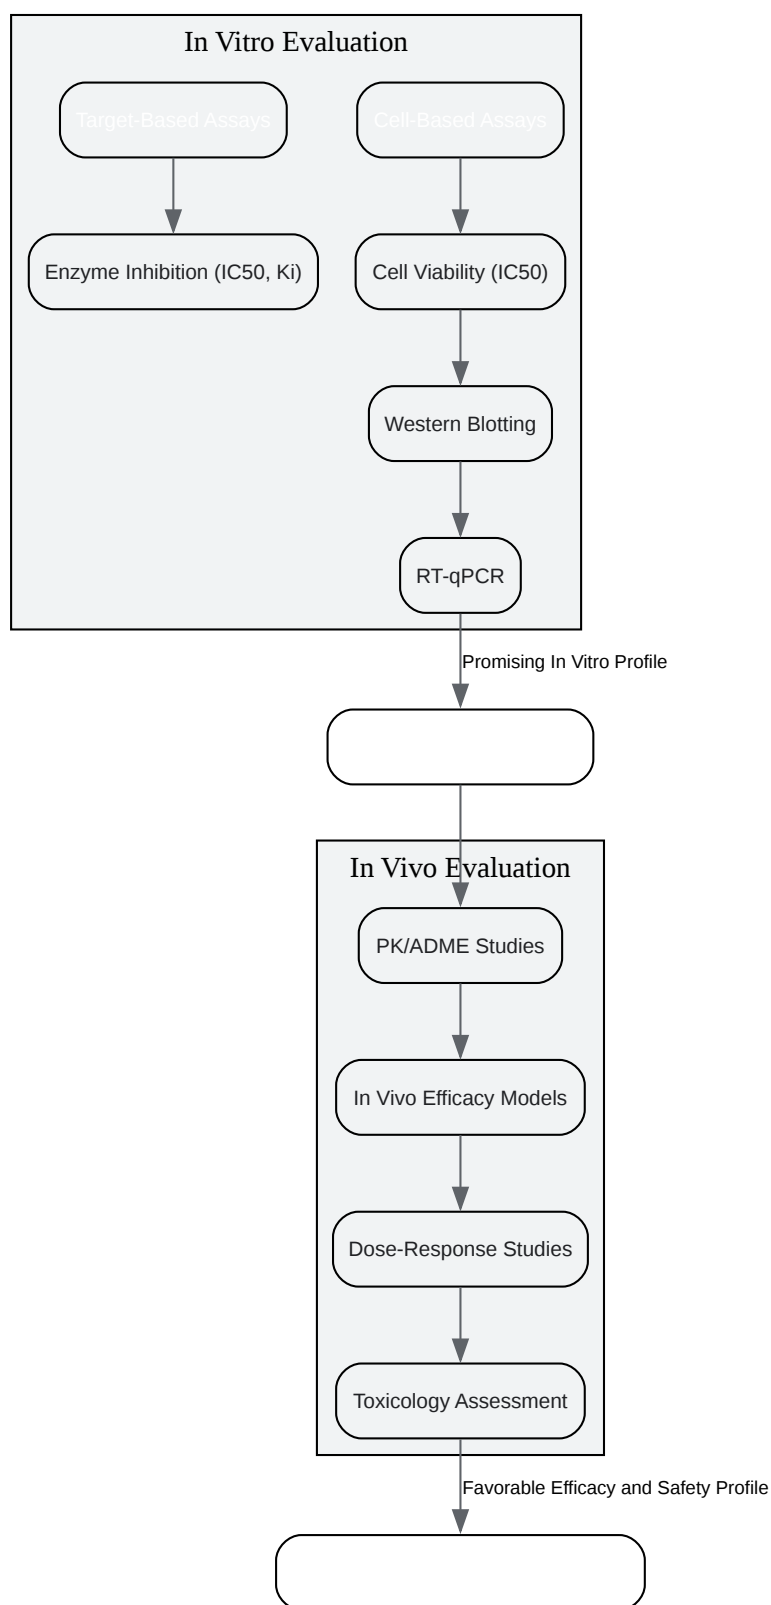 In Vitro Evaluation
Target-Based Assays
Cell-Based Assays
Enzyme Inhibition (IC50, Ki)
Cell Viability (IC50)
Western Blotting
RT-qPCR
Promising In Vitro Profile
In Vivo Evaluation
PK/ADME Studies
In Vivo Efficacy Models
Dose-Response Studies
Toxicology Assessment
Favorable Efficacy and Safety Profile